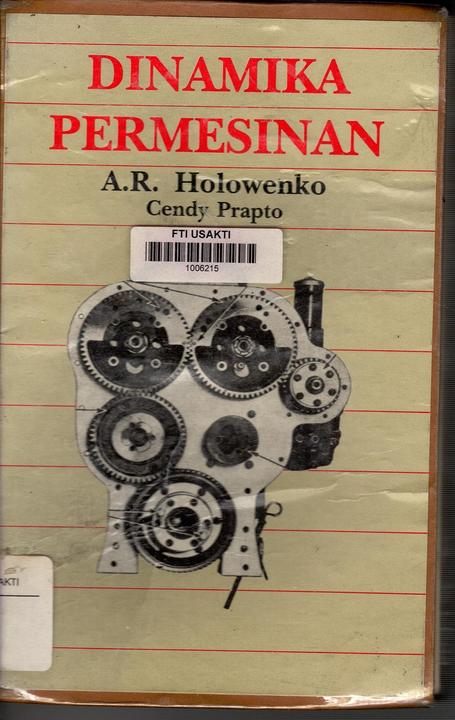 DINAMIKA
PERMESINAN
A.R. Holowenko
Cendy Prapto
FTI USAKTI
1006215
AKTI